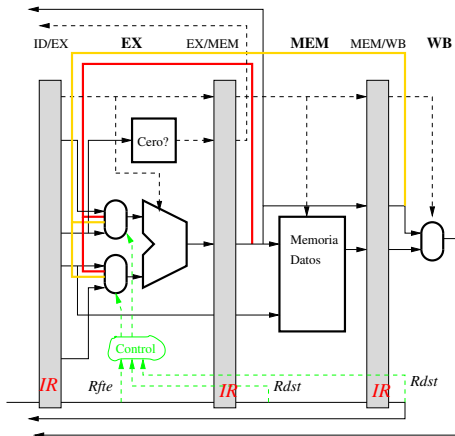 EX
MEM
WB
ID/EX
EX/MEM
MEM/WB
Cero?
Memoria
Datos
Control
IR
Rfte
IR
Rdst
IR
Rdst